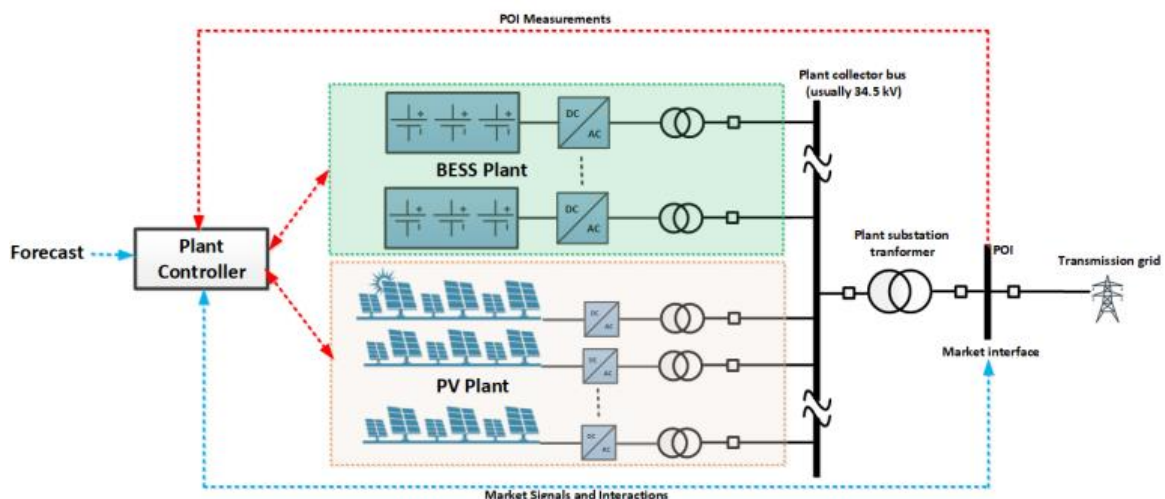 POI Measurements
Plant collector bus
(usually 34.5 kV)
DC
AC
BESS Plant
DC
AC
Forecast
Plant
Controller
Plant substation
tranformer
POI
Transmission grid
Market interface
DC
AC
DC
AC
PV Plant
DC
AC
Market Signals and Interactions